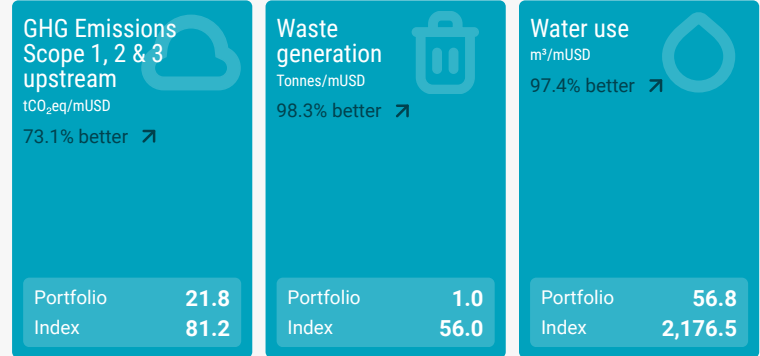 GHG Emissions
Scope 1, 2 & 3
upstream
tCO₂eq/mUSD
73.1% better
Portfolio 21.8
Index 81.2
Waste
generation
Tonnes/mUSD
98.3% better
Portfolio 1.0
Index 56.0
Water use
m³/mUSD
97.4% better
Portfolio 56.8
Index 2,176.5